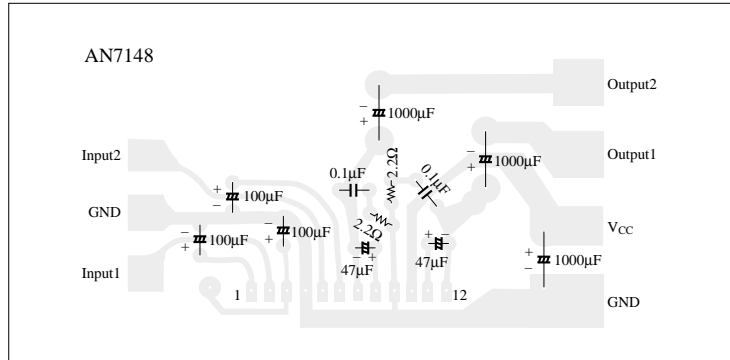 AN7148
Output2
− + 1000μF
Output1
− + 1000μF
2.2Ω
0.1μF
0.1μF
Input2
+ − 100μF
GND
− + 100μF
− + 100μF
2.2Ω
VCC
Input1
− +
47μF
+ −
47μF
+ − 1000μF
1
12
GND